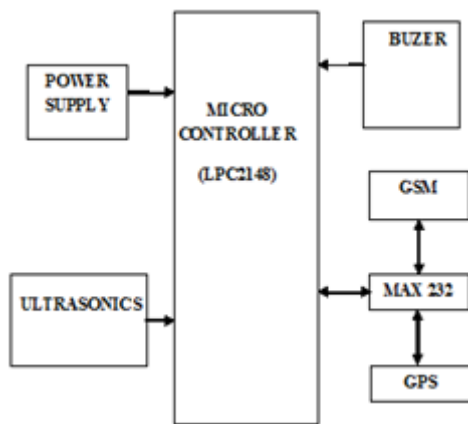 POWER
SUPPLY
MICRO
CONTROLLER
(LPC2148)
BUZER
GSM
ULTRASONICS
MAX 232
GPS